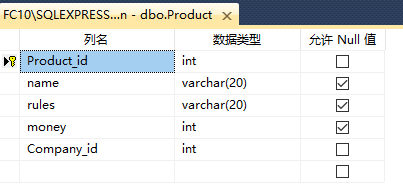 FC10\SQLEXPRESS...n - dbo.Product
列名 数据类型 允许 Null 值
Product_id int
name varchar(20)
rules varchar(20)
money int
Company_id int